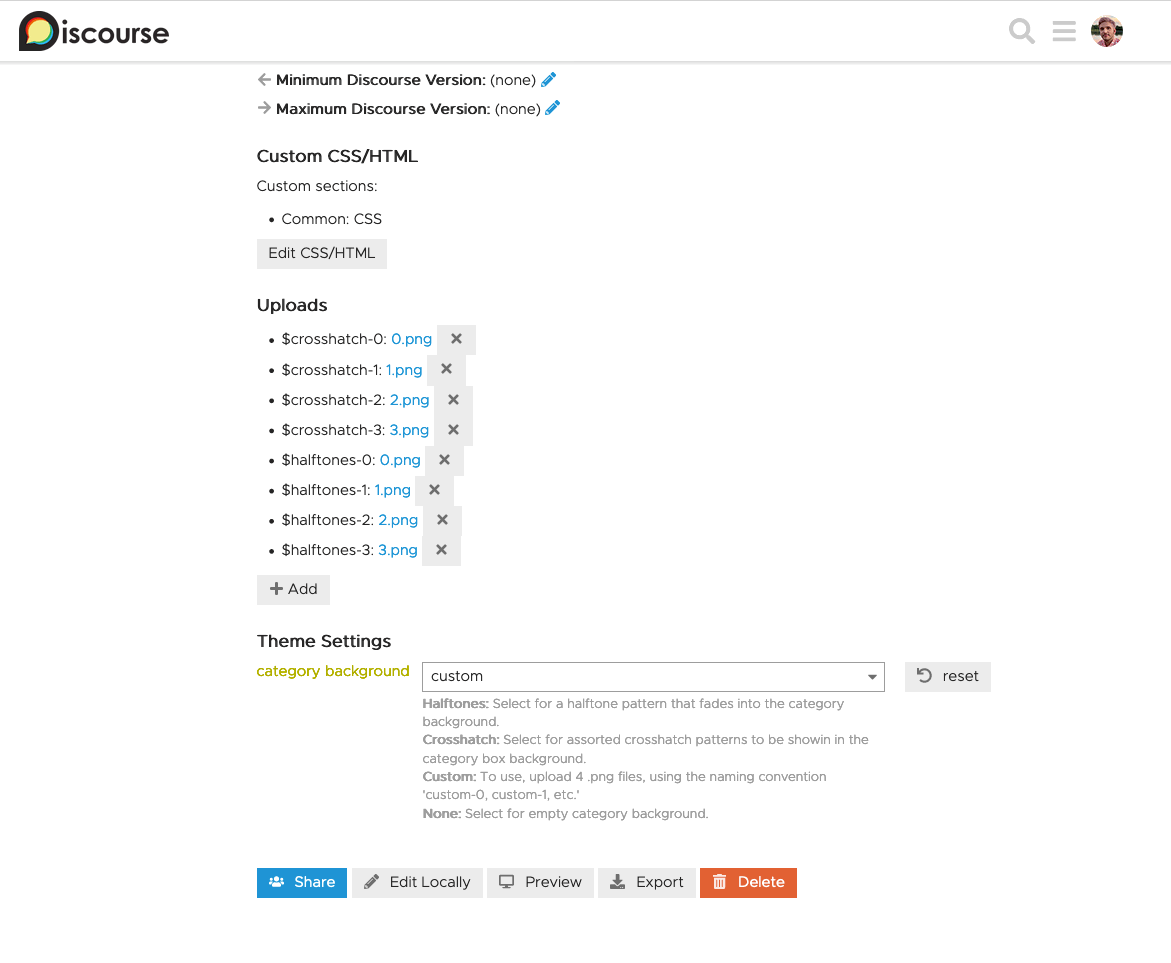 Discourse
Minimum Discourse Version: (none)
Maximum Discourse Version: (none)
Custom CSS/HTML
Custom sections:
• Common: CSS
Edit CSS/HTML
Uploads
• $crosshatch-0: 0.png
• $crosshatch-1: 1.png
• $crosshatch-2: 2.png
• $crosshatch-3: 3.png
• $halftones-0: 0.png
• $halftones-1: 1.png
• $halftones-2: 2.png
• $halftones-3: 3.png
Add
Theme Settings
category background custom reset
Halftones: Select for a halftone pattern that fades into the category
background.
Crosshatch: Select for assorted crosshatch patterns to be showin in the
category box background.
Custom: To use, upload 4 .png files, using the naming convention
'custom-0, custom-1, etc.'
None: Select for empty category background.
Share Edit Locally Preview Export Delete